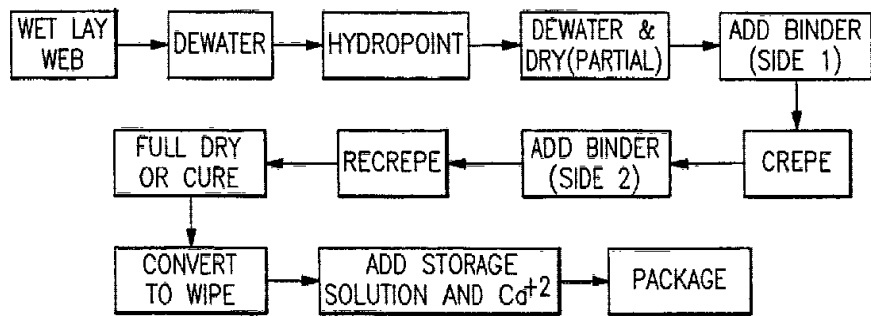 WET LAY
WEB
DEWATER
HYDROPOINT
DEWATER &
DRY(PARTIAL)
ADD BINDER
(SIDE 1)
CREPE
ADD BINDER
(SIDE 2)
RECREPE
FULL DRY
OR CURE
CONVERT
TO WIPE
ADD STORAGE
SOLUTION AND Ca+2
PACKAGE